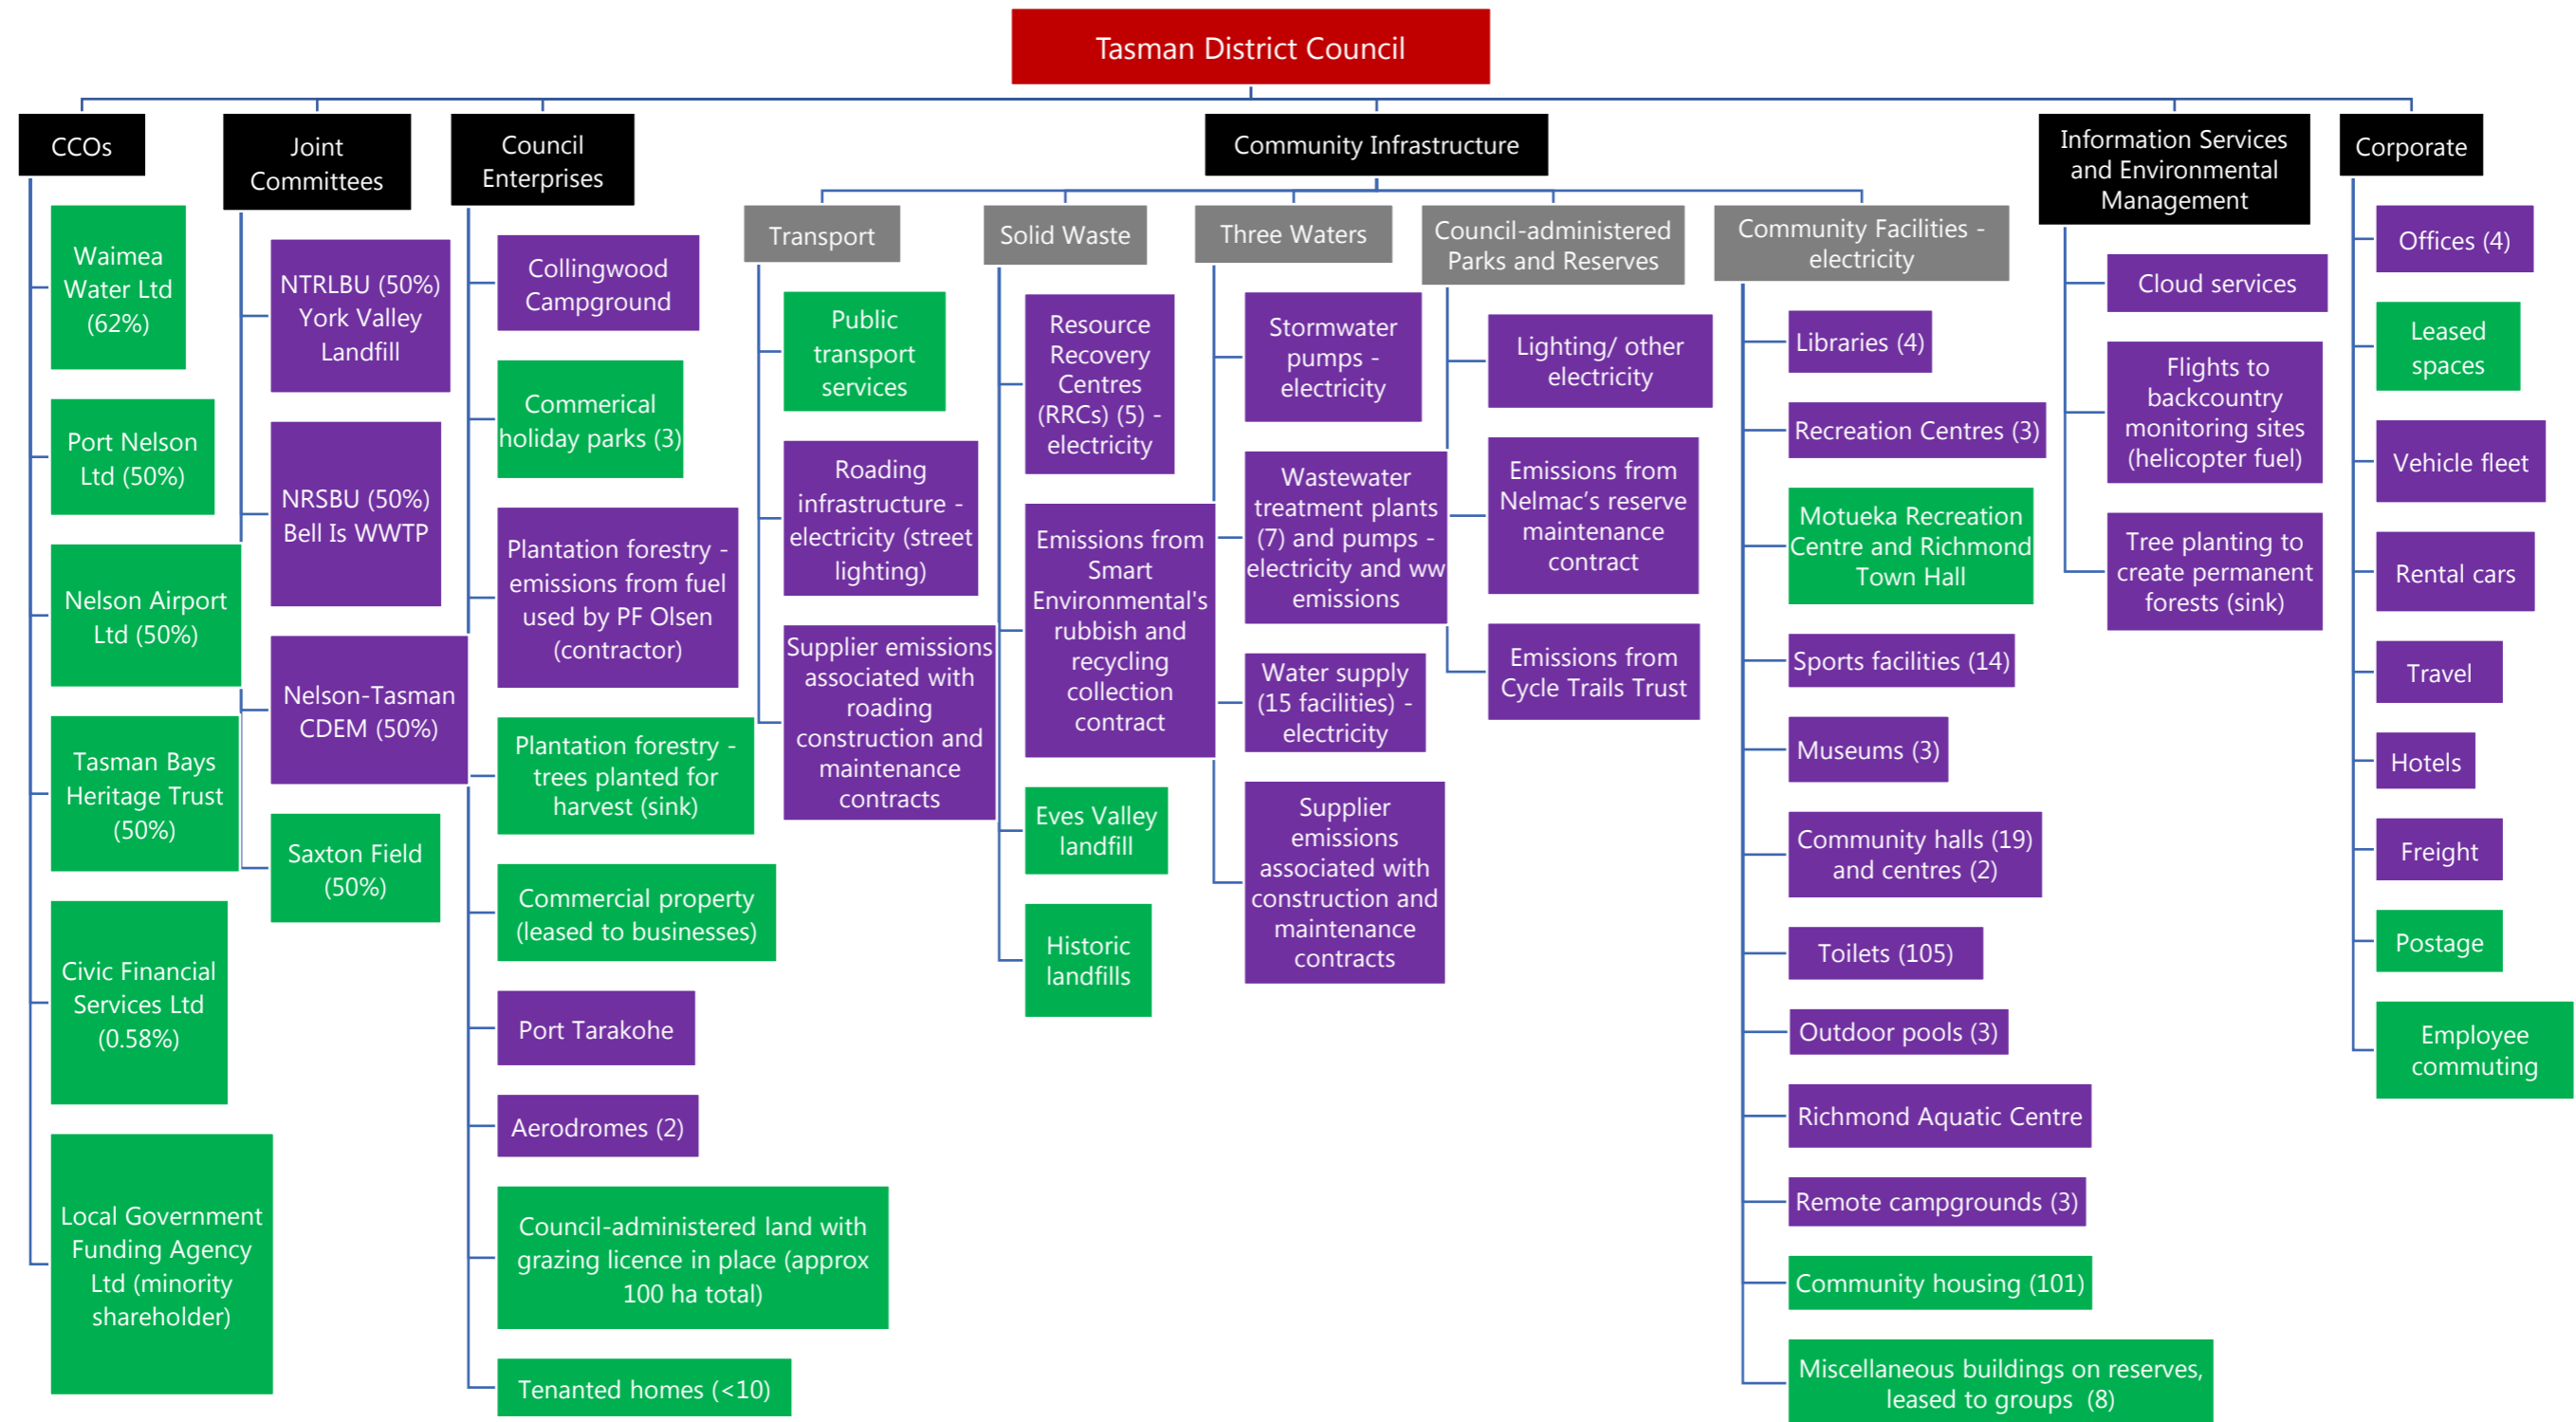 Tasman District Council
CCOs
Waimea
Water Ltd
(62%)
Port Nelson
Ltd (50%)
Nelson Airport
Ltd (50%)
Tasman Bays
Heritage Trust
(50%)
Civic Financial
Services Ltd
(0.58%)
Local Government
Funding Agency
Ltd (minority
shareholder)
Joint
Committees
NTRLBU (50%)
York Valley
Landfill
NRSBU (50%)
Bell Is WWTP
Nelson-Tasman
CDEM (50%)
Saxton Field
(50%)
Council
Enterprises
Collingwood
Campground
Commerical
holiday parks (3)
Plantation forestry -
emissions from fuel
used by PF Olsen
(contractor)
Plantation forestry -
trees planted for
harvest (sink)
Commercial property
(leased to businesses)
Port Tarakohe
Aerodromes (2)
Council-administered land with
grazing licence in place (approx
100 ha total)
Tenanted homes (<10)
Community Infrastructure
Transport
Public
transport
services
Roading
infrastructure -
electricity (street
lighting)
Supplier emissions
associated with
roading
construction and
maintenance
contracts
Solid Waste
Resource
Recovery
Centres
(RRCs) (5) -
electricity
Emissions from
Smart
Environmental's
rubbish and
recycling
collection
contract
Eves Valley
landfill
Historic
landfills
Three Waters
Stormwater
pumps -
electricity
Wastewater
treatment plants
(7) and pumps -
electricity and ww
emissions
Water supply
(15 facilities) -
electricity
Supplier
emissions
associated with
construction and
maintenance
contracts
Council-administered
Parks and Reserves
Lighting/ other
electricity
Emissions from
Nelmac’s reserve
maintenance
contract
Emissions from
Cycle Trails Trust
Community Facilities -
electricity
Libraries (4)
Recreation Centres (3)
Motueka Recreation
Centre and Richmond
Town Hall
Sports facilities (14)
Museums (3)
Community halls (19)
and centres (2)
Toilets (105)
Outdoor pools (3)
Richmond Aquatic Centre
Remote campgrounds (3)
Community housing (101)
Miscellaneous buildings on reserves,
leased to groups (8)
Information Services
and Environmental
Management
Cloud services
Flights to
backcountry
monitoring sites
(helicopter fuel)
Tree planting to
create permanent
forests (sink)
Corporate
Offices (4)
Leased
spaces
Vehicle fleet
Rental cars
Travel
Hotels
Freight
Postage
Employee
commuting